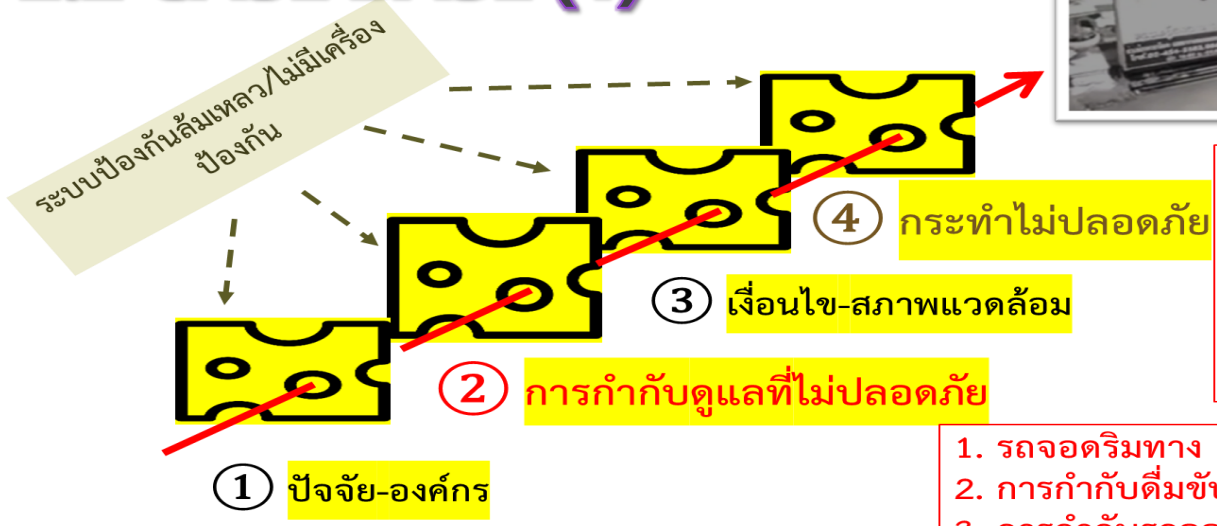 ระบบป้องกันล้มเหลว/ไม่มีเครื่อง
ป้องกัน
④ กระทำไม่ปลอดภัย
③ เงื่อนไข-สภาพแวดล้อม
② การกำกับดูแลที่ไม่ปลอดภัย
① ปัจจัย-องค์กร
1. รถจอดริมทาง
2. การกำกับดื่มขับ